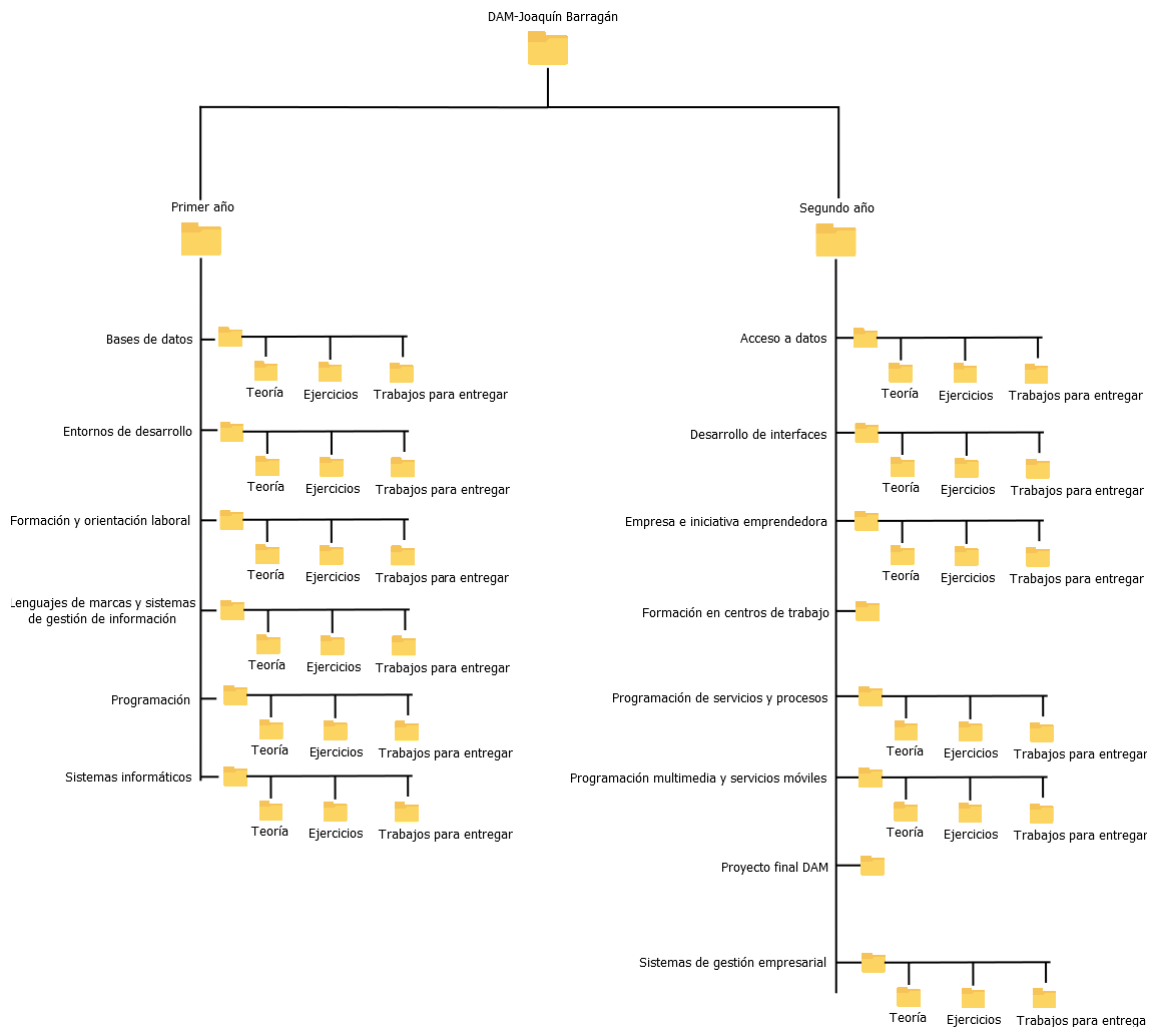 DAM-Joaquín Barragán
Primer año
Bases de datos
Teoría
Ejercicios
Trabajos para entregar
Entornos de desarrollo
Teoría
Ejercicios
Trabajos para entregar
Formación y orientación laboral
Teoría
Ejercicios
Trabajos para entregar
Lenguajes de marcas y sistemas
de gestión de información
Teoría
Ejercicios
Trabajos para entregar
Programación
Teoría
Ejercicios
Trabajos para entregar
Sistemas informáticos
Teoría
Ejercicios
Trabajos para entregar
Segundo año
Acceso a datos
Teoría
Ejercicios
Trabajos para entregar
Desarrollo de interfaces
Teoría
Ejercicios
Trabajos para entregar
Empresa e iniciativa emprendedora
Teoría
Ejercicios
Trabajos para entregar
Formación en centros de trabajo
Programación de servicios y procesos
Teoría
Ejercicios
Trabajos para entregar
Programación multimedia y servicios móviles
Teoría
Ejercicios
Trabajos para entregar
Proyecto final DAM
Sistemas de gestión empresarial
Teoría
Ejercicios
Trabajos para entrega